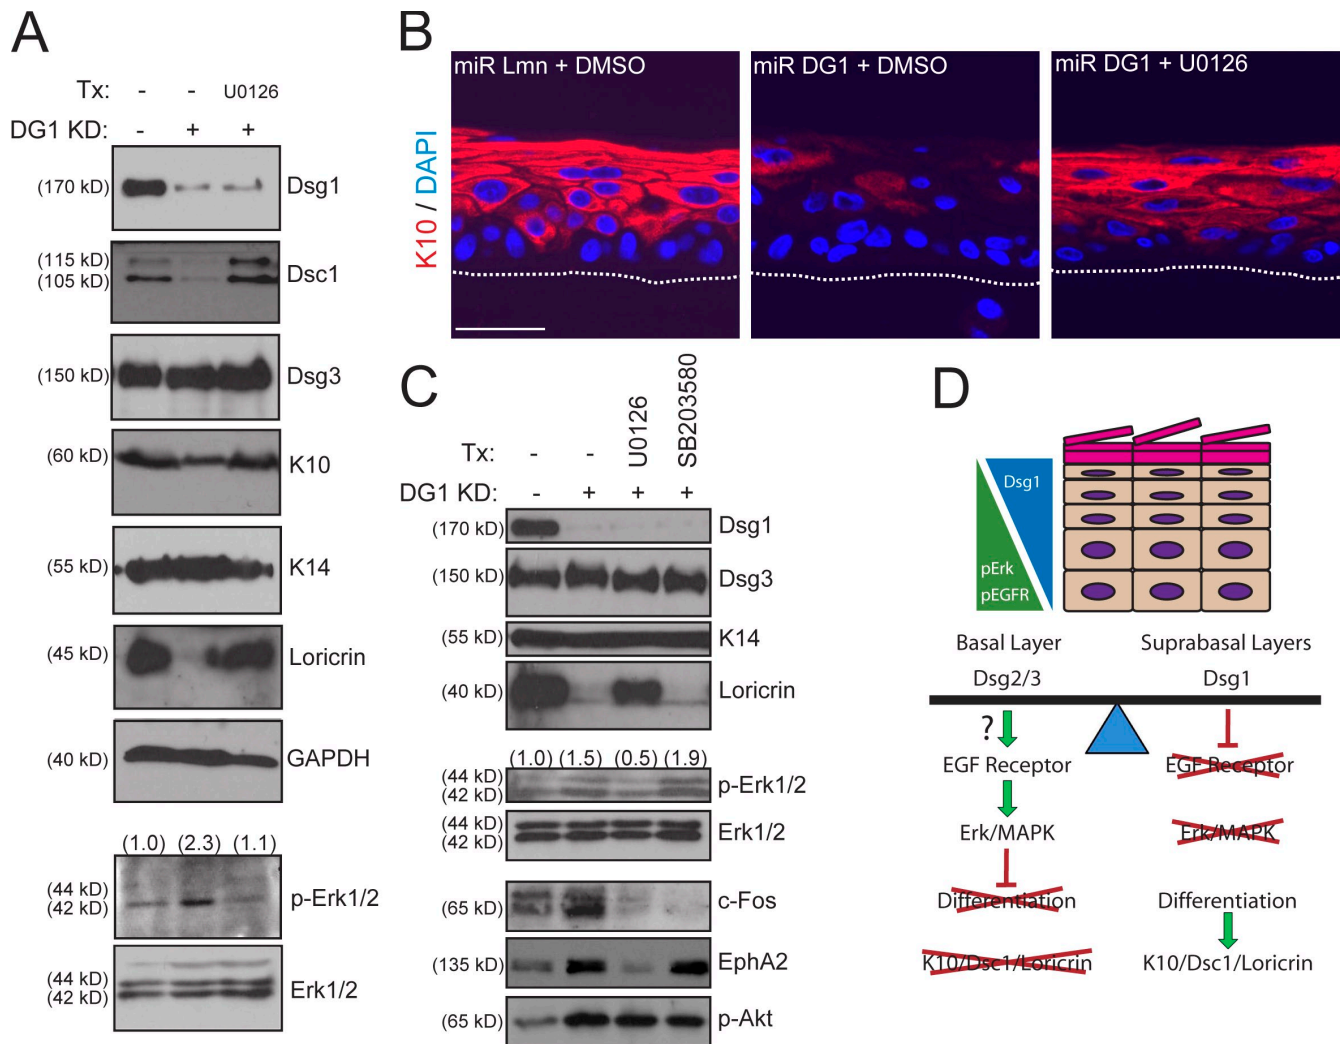 A
Tx: - - U0126
DG1 KD: - + +
(170 kD) Dsg1
(115 kD)
(105 kD) Dsc1
(150 kD) Dsg3
(60 kD) K10
(55 kD) K14
(45 kD) Loricrin
(40 kD) GAPDH
(1.0) (2.3) (1.1)
(44 kD)
(42 kD) p-Erk1/2
(44 kD)
(42 kD) Erk1/2
B
K10 / DAPI
miR Lmn + DMSO
miR DG1 + DMSO
miR DG1 + U0126
C
Tx: - - U0126 SB203580
DG1 KD: - + + +
(170 kD) Dsg1
(150 kD) Dsg3
(55 kD) K14
(40 kD) Loricrin
(1.0) (1.5) (0.5) (1.9)
(44 kD)
(42 kD) p-Erk1/2
(44 kD)
(42 kD) Erk1/2
(65 kD) c-Fos
(135 kD) EphA2
(65 kD) p-Akt
D
Dsg1
pErk
pEGFR
Basal Layer Suprabasal Layers
Dsg2/3 Dsg1
?
EGF Receptor EGF Receptor
Erk/MAPK Erk/MAPK
Differentiation Differentiation
K10/Dsc1/Loricrin K10/Dsc1/Loricrin